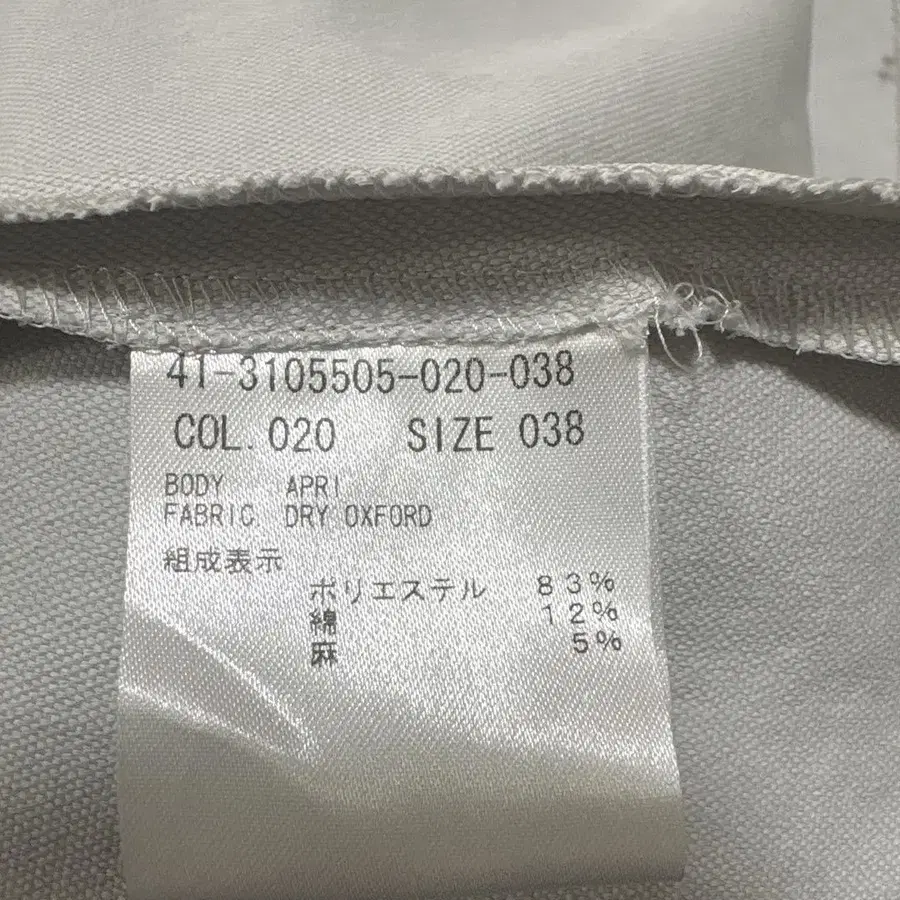 41-3105505-020-038
COL. 020 SIZE 038
BODY APRI
FABRIC DRY OXFORD
組成表示
ポリエステル 83%
綿 12%
麻 5%